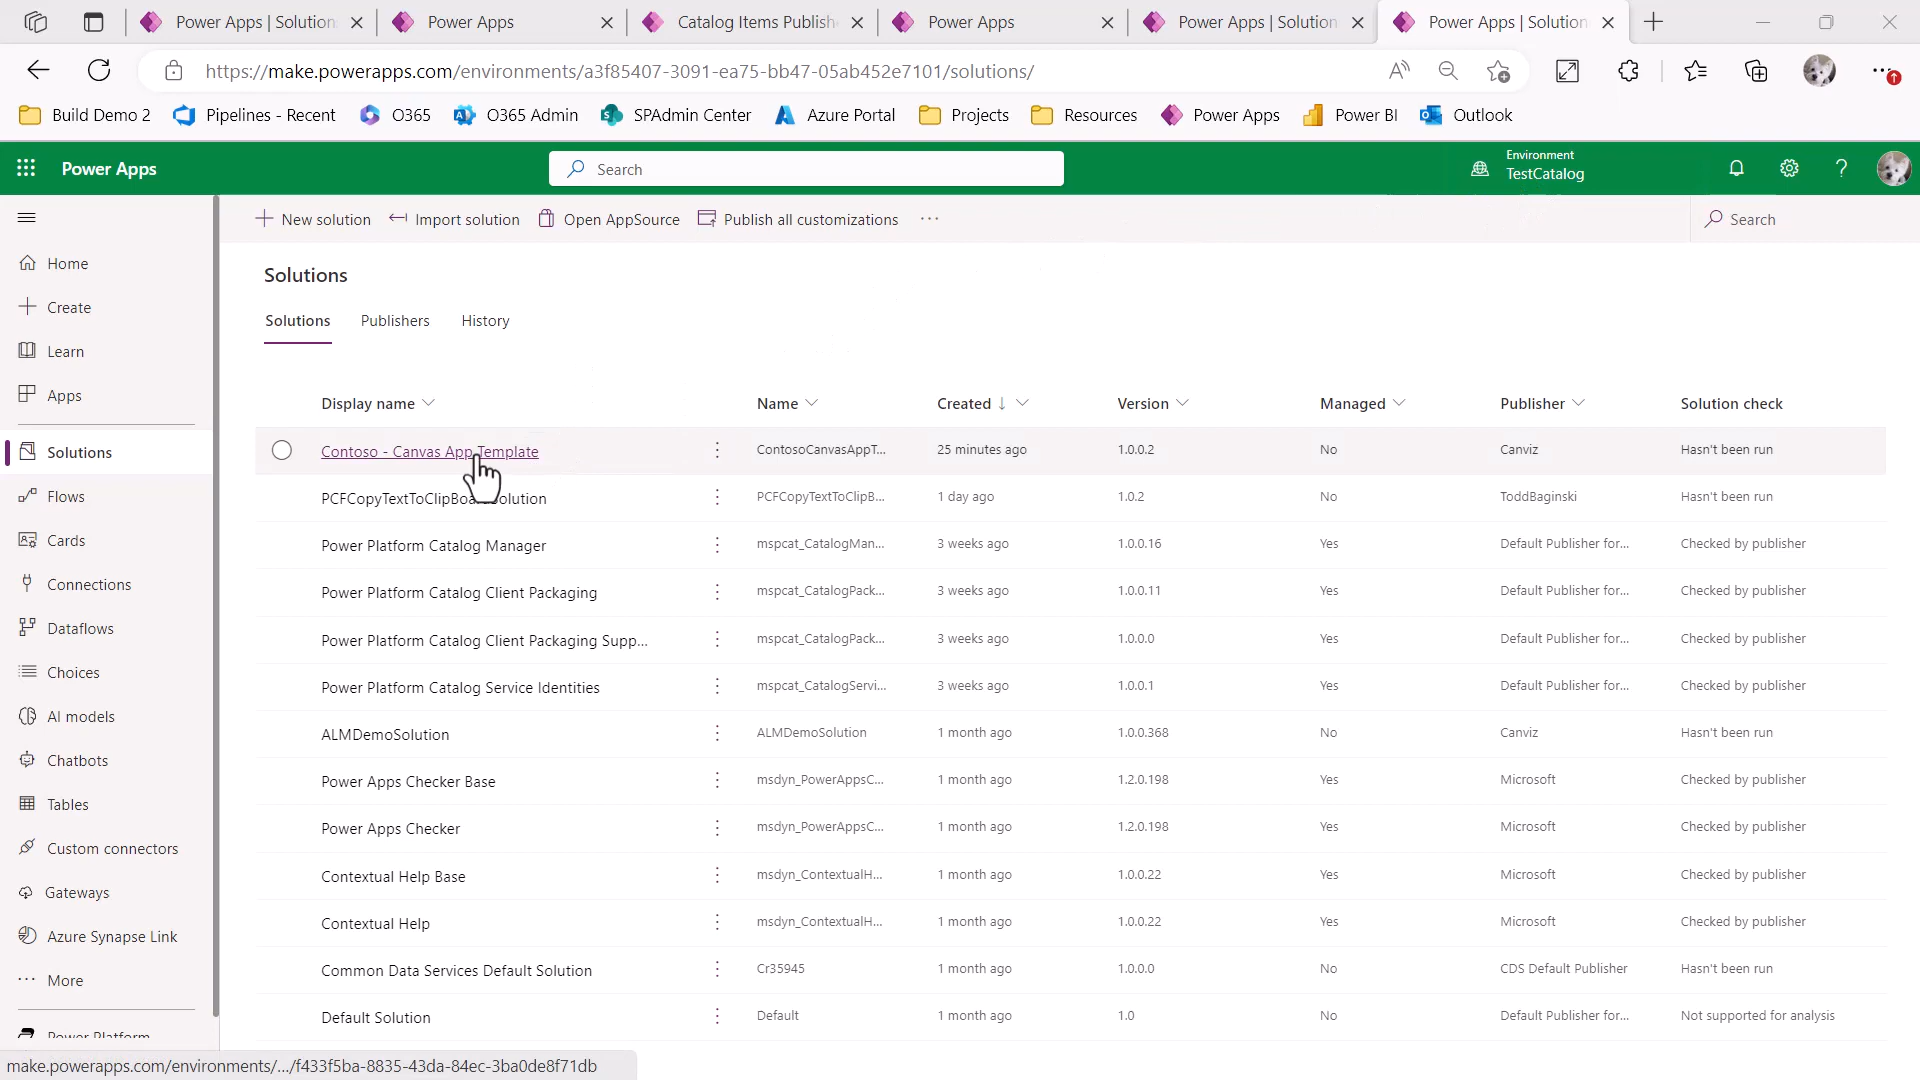 Power Apps | Solution
Power Apps
Catalog Items Publish
Power Apps
Power Apps | Solution
Power Apps | Solution
https://make.powerapps.com/environments/a3f85407-3091-ea75-bb47-05ab452e7101/solutions/
Build Demo 2
Pipelines - Recent
O365
O365 Admin
SPAdmin Center
Azure Portal
Projects
Resources
Power Apps
Power BI
Outlook
Power Apps
Search
Environment
TestCatalog
New solution
Import solution
Open AppSource
Publish all customizations
Search
Home
Create
Learn
Apps
Solutions
Flows
Cards
Connections
Dataflows
Choices
AI models
Chatbots
Tables
Custom connectors
Gateways
Azure Synapse Link
More
Power Platform
Solutions
Solutions Publishers History
Display name Name Created Version Managed Publisher Solution check
Contoso - Canvas App Template ContosoCanvasAppT... 25 minutes ago 1.0.0.2 No Canviz Hasn't been run
PCFCopyTextToClipBoardSolution PCFCopyTextToClipB... 1 day ago 1.0.2 No ToddBaginski Hasn't been run
Power Platform Catalog Manager mspcat_CatalogMan... 3 weeks ago 1.0.0.16 Yes Default Publisher for... Checked by publisher
Power Platform Catalog Client Packaging mspcat_CatalogPack... 3 weeks ago 1.0.0.11 Yes Default Publisher for... Checked by publisher
Power Platform Catalog Client Packaging Supp... mspcat_CatalogPack... 3 weeks ago 1.0.0.0 Yes Default Publisher for... Checked by publisher
Power Platform Catalog Service Identities mspcat_CatalogServi... 3 weeks ago 1.0.0.1 Yes Default Publisher for... Checked by publisher
ALMDemoSolution ALMDemoSolution 1 month ago 1.0.0.368 No Canviz Hasn't been run
Power Apps Checker Base msdyn_PowerAppsC... 1 month ago 1.2.0.198 Yes Microsoft Checked by publisher
Power Apps Checker msdyn_PowerAppsC... 1 month ago 1.2.0.198 Yes Microsoft Checked by publisher
Contextual Help Base msdyn_ContextualH... 1 month ago 1.0.0.22 Yes Microsoft Checked by publisher
Contextual Help msdyn_ContextualH... 1 month ago 1.0.0.22 Yes Microsoft Checked by publisher
Common Data Services Default Solution Cr35945 1 month ago 1.0.0.0 No CDS Default Publisher Hasn't been run
Default Solution Default 1 month ago 1.0 No Default Publisher for... Not supported for analysis
make.powerapps.com/environments/.../f433f5ba-8835-43da-84ec-3ba0de8f71db